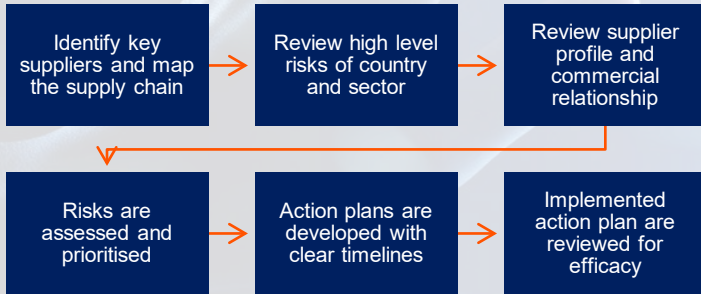 Identify key
suppliers and map
the supply chain
Review high level
risks of country
and sector
Review supplier
profile and
commercial
relationship
Risks are
assessed and
prioritised
Action plans are
developed with
clear timelines
Implemented
action plan are
reviewed for
efficacy